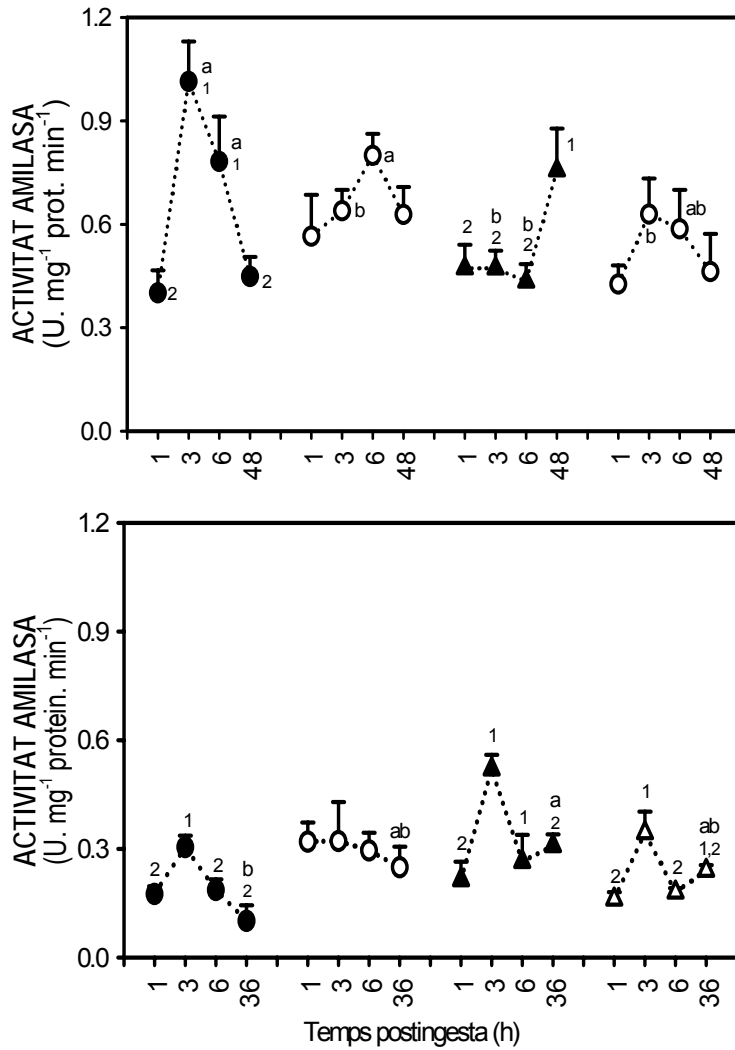 1.2
0.9
0.6
0.3
0.0
ACTIVITAT AMILASA
(U. mg⁻¹ prot. min⁻¹)
2
a
1
a
1
2
b
a
2
b
2
b
2
1
b
ab
1 3 6 48 1 3 6 48 1 3 6 48 1 3 6 48
1.2
0.9
0.6
0.3
0.0
ACTIVITAT AMILASA
(U. mg⁻¹ protein. min⁻¹)
2
1
2
b
2
ab
2
1
1
a
2
2
1
2
ab
1,2
1 3 6 36 1 3 6 36 1 3 6 36 1 3 6 36
Temps postingesta (h)